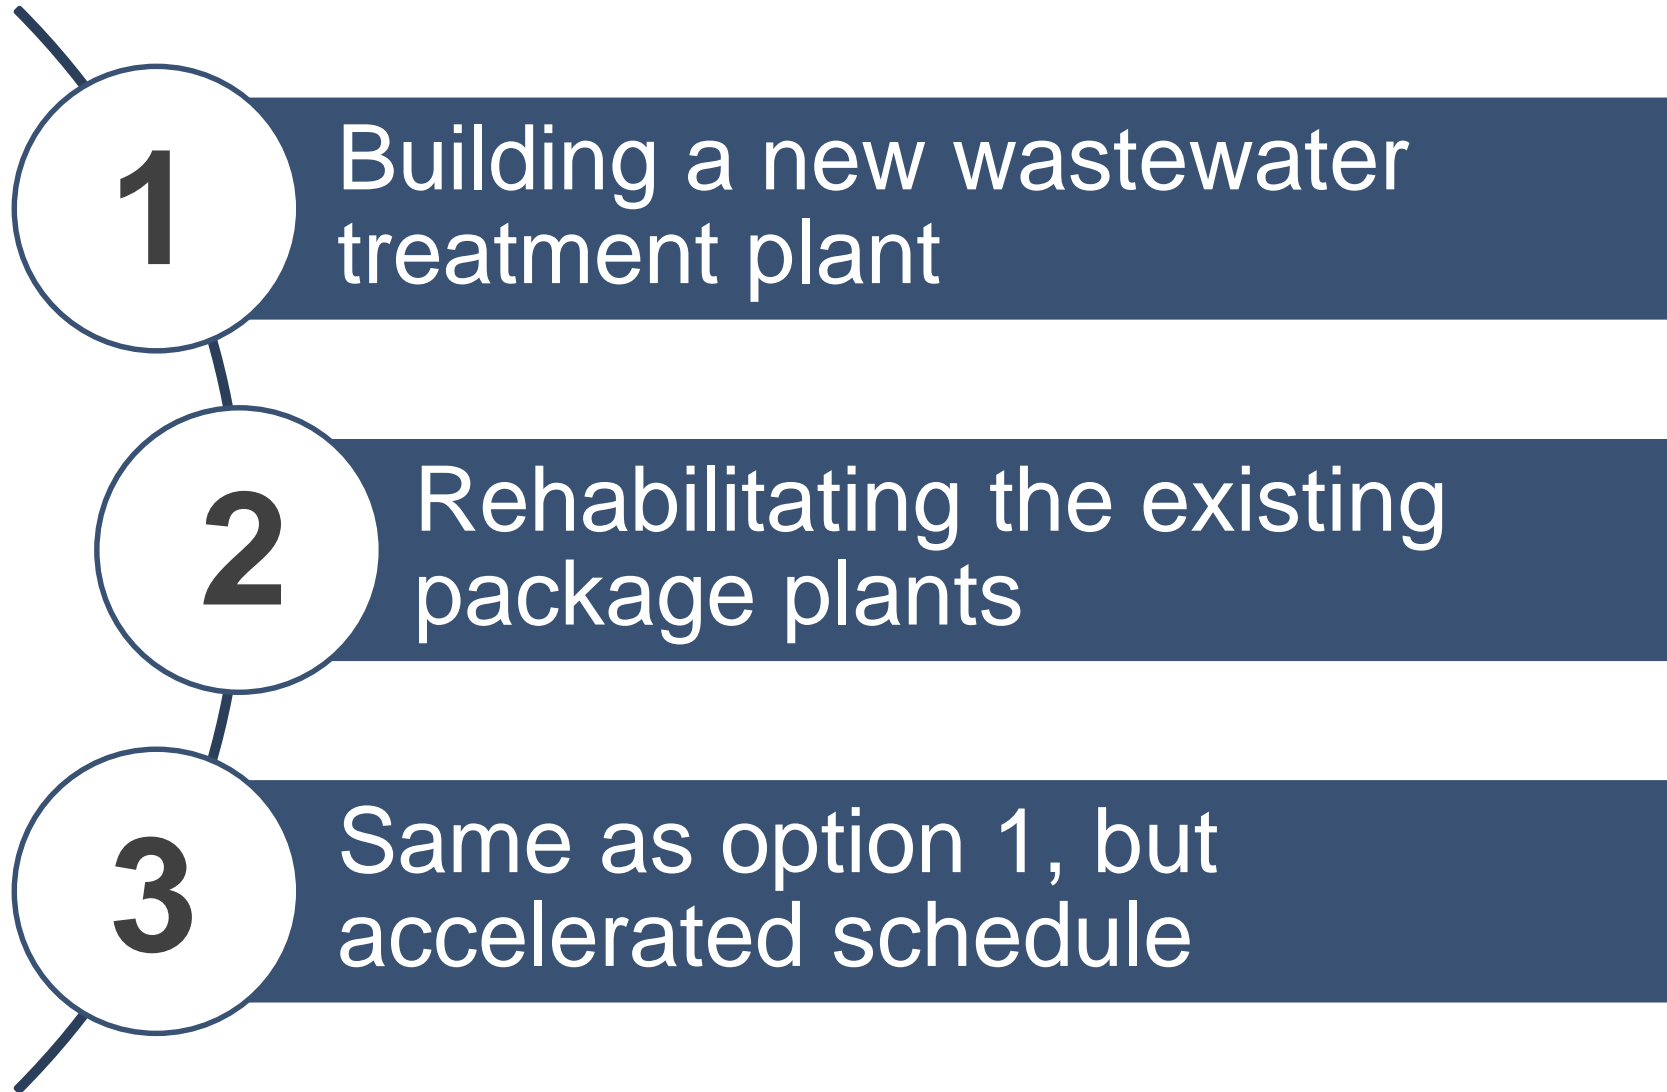 1
Building a new wastewater
treatment plant
2
Rehabilitating the existing
package plants
3
Same as option 1, but
accelerated schedule